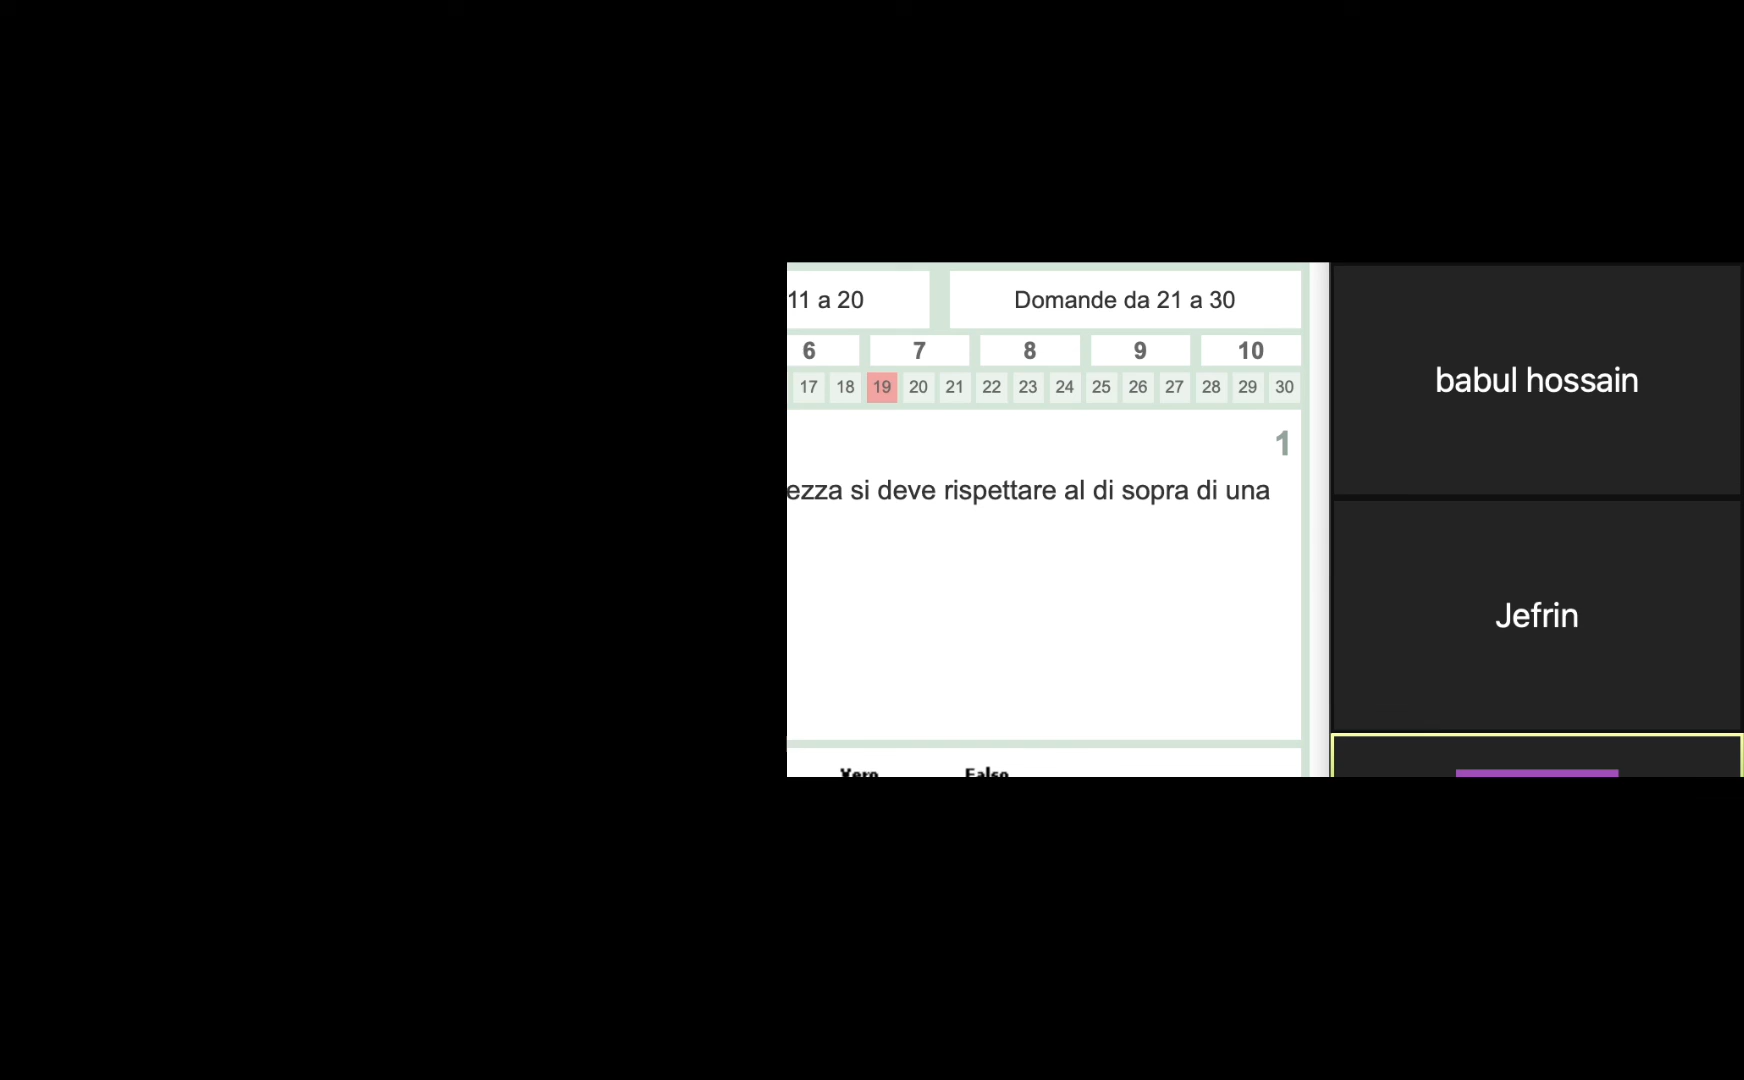 11 a 20
Domande da 21 a 30
6 7 8 9 10
17 18 19 20 21 22 23 24 25 26 27 28 29 30
1
ezza si deve rispettare al di sopra di una
Vero Falso
babul hossain
Jefrin